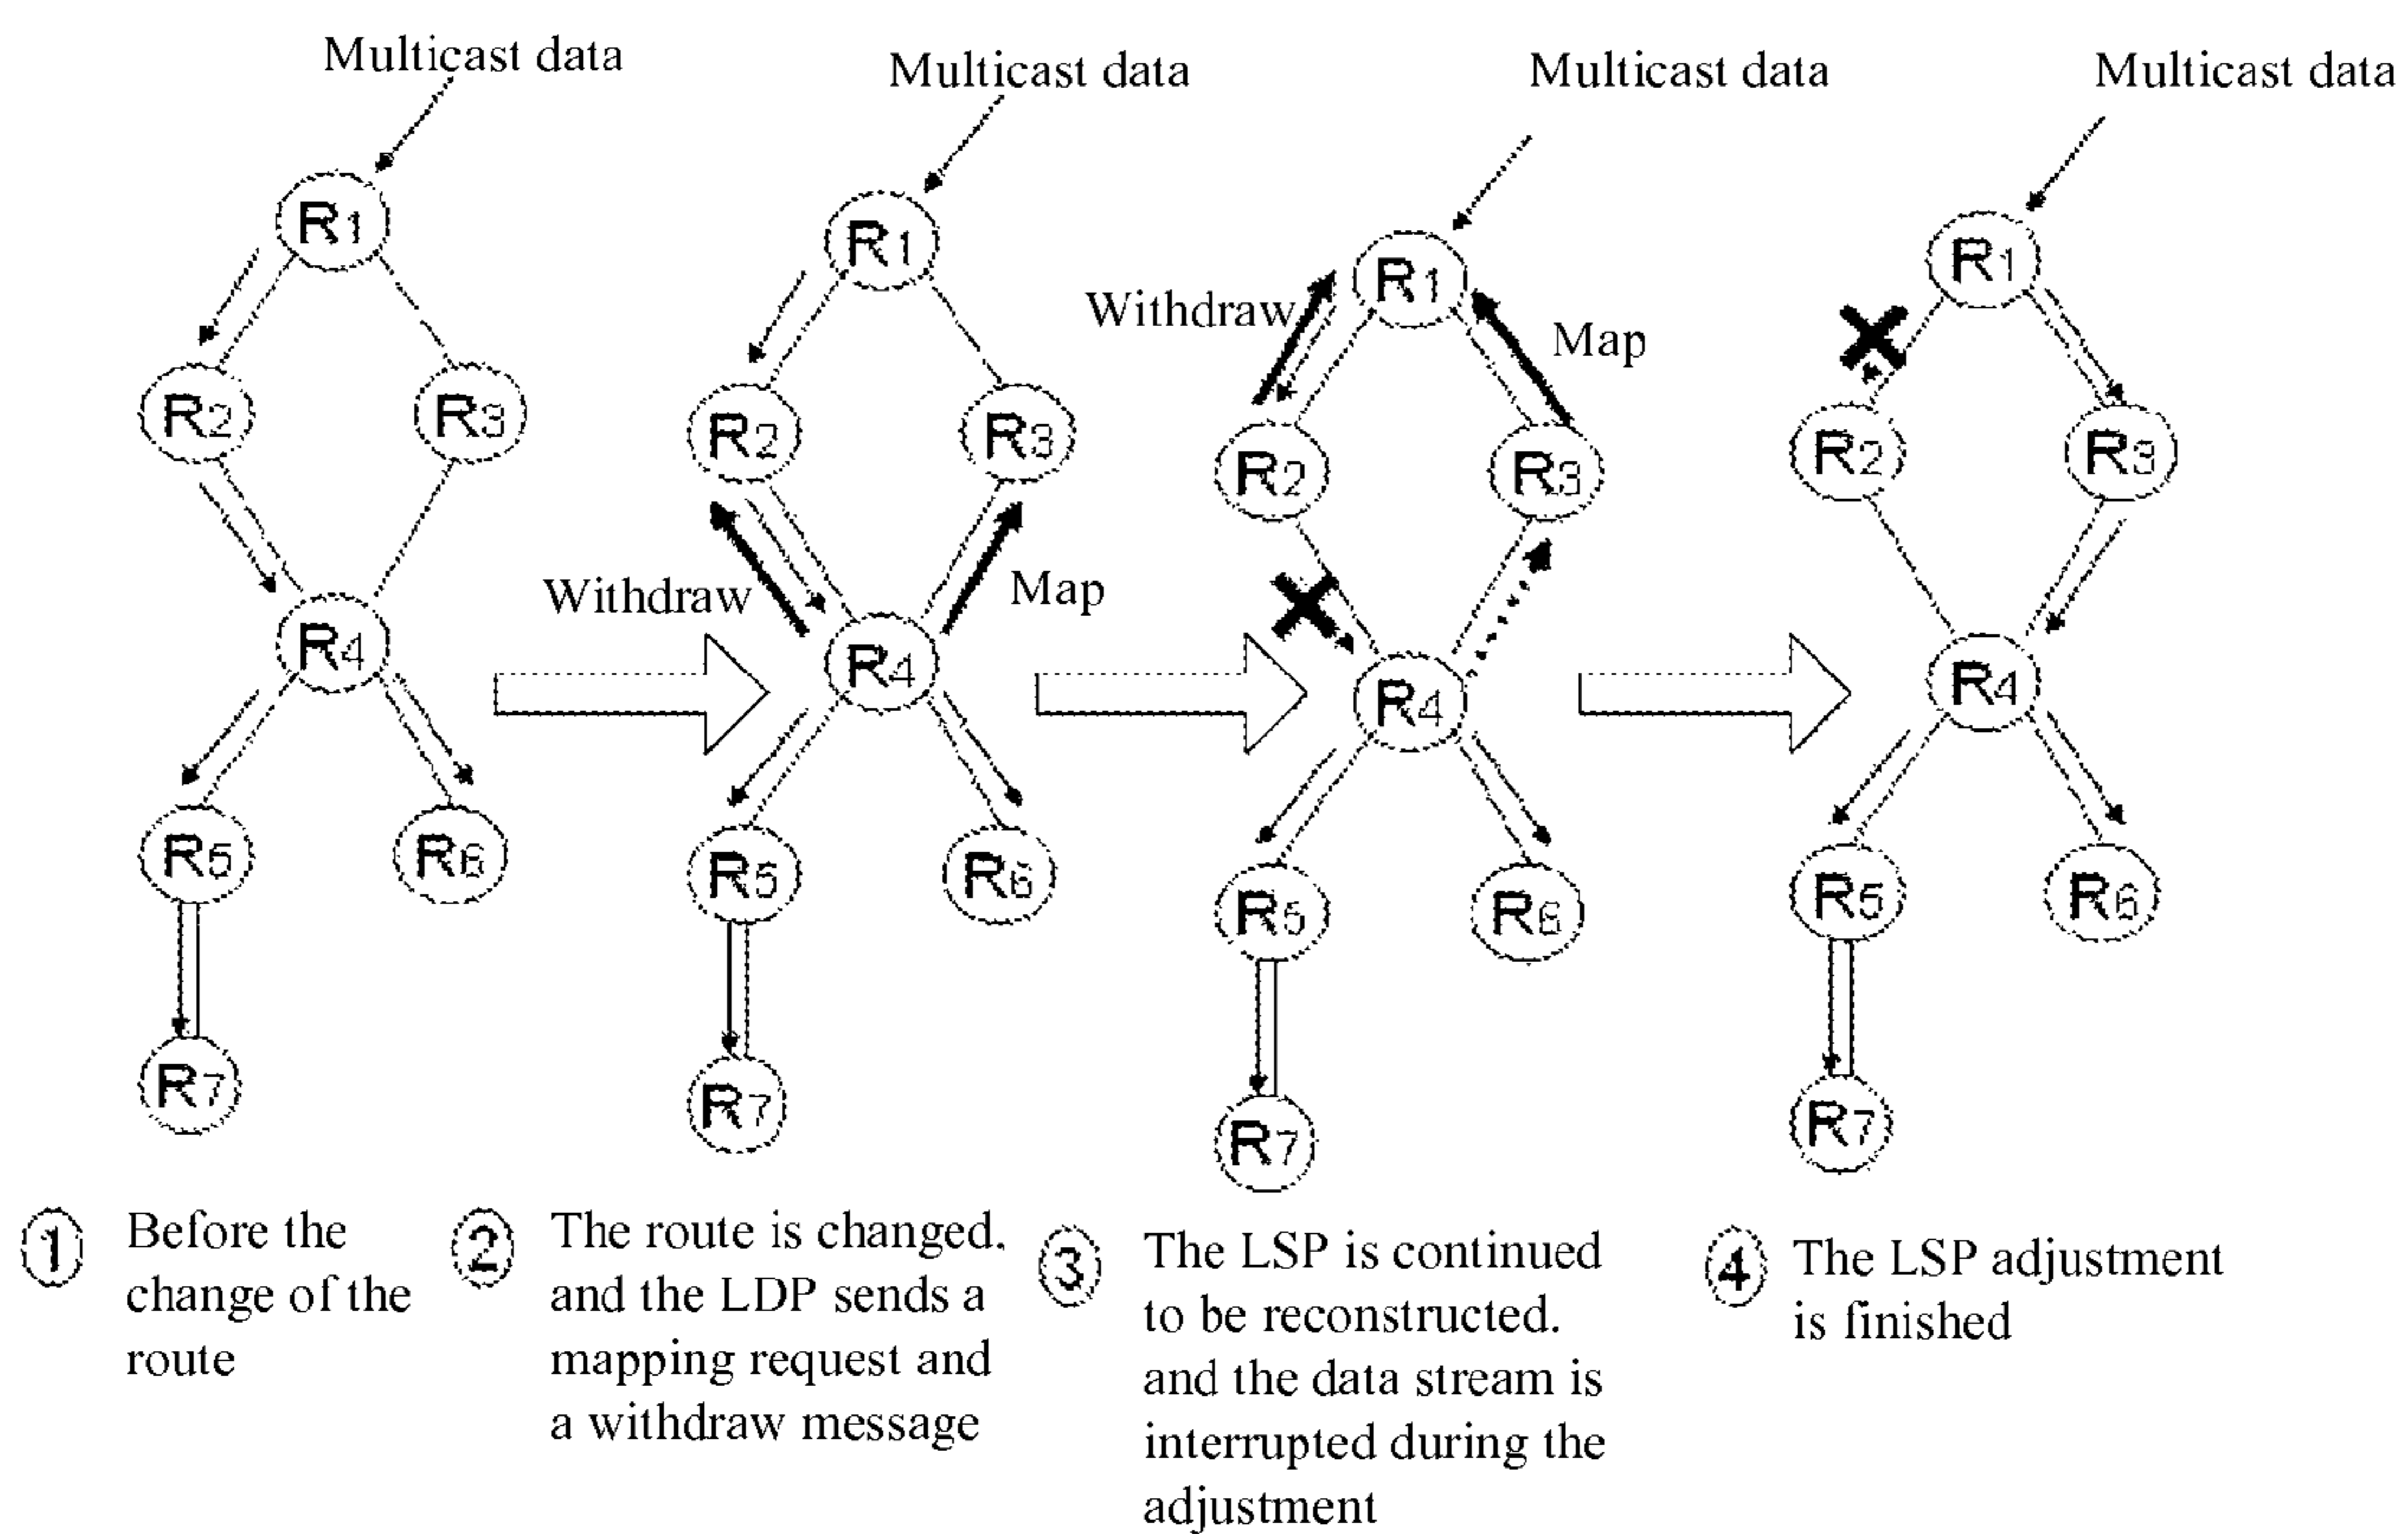 Multicast data
Multicast data
Multicast data
Multicast data
R1
R1
R1
R1
Withdraw
Map
R2
R3
R2
R3
R2
R3
R2
R3
Withdraw
Map
R4
R4
R4
R4
R5
R6
R5
R6
R5
R6
R5
R6
R7
R7
R7
R7
1 Before the
change of the
route
2 The route is changed.
and the LDP sends a
mapping request and
a withdraw message
3 The LSP is continued
to be reconstructed.
and the data stream is
interrupted during the
adjustment
4 The LSP adjustment
is finished